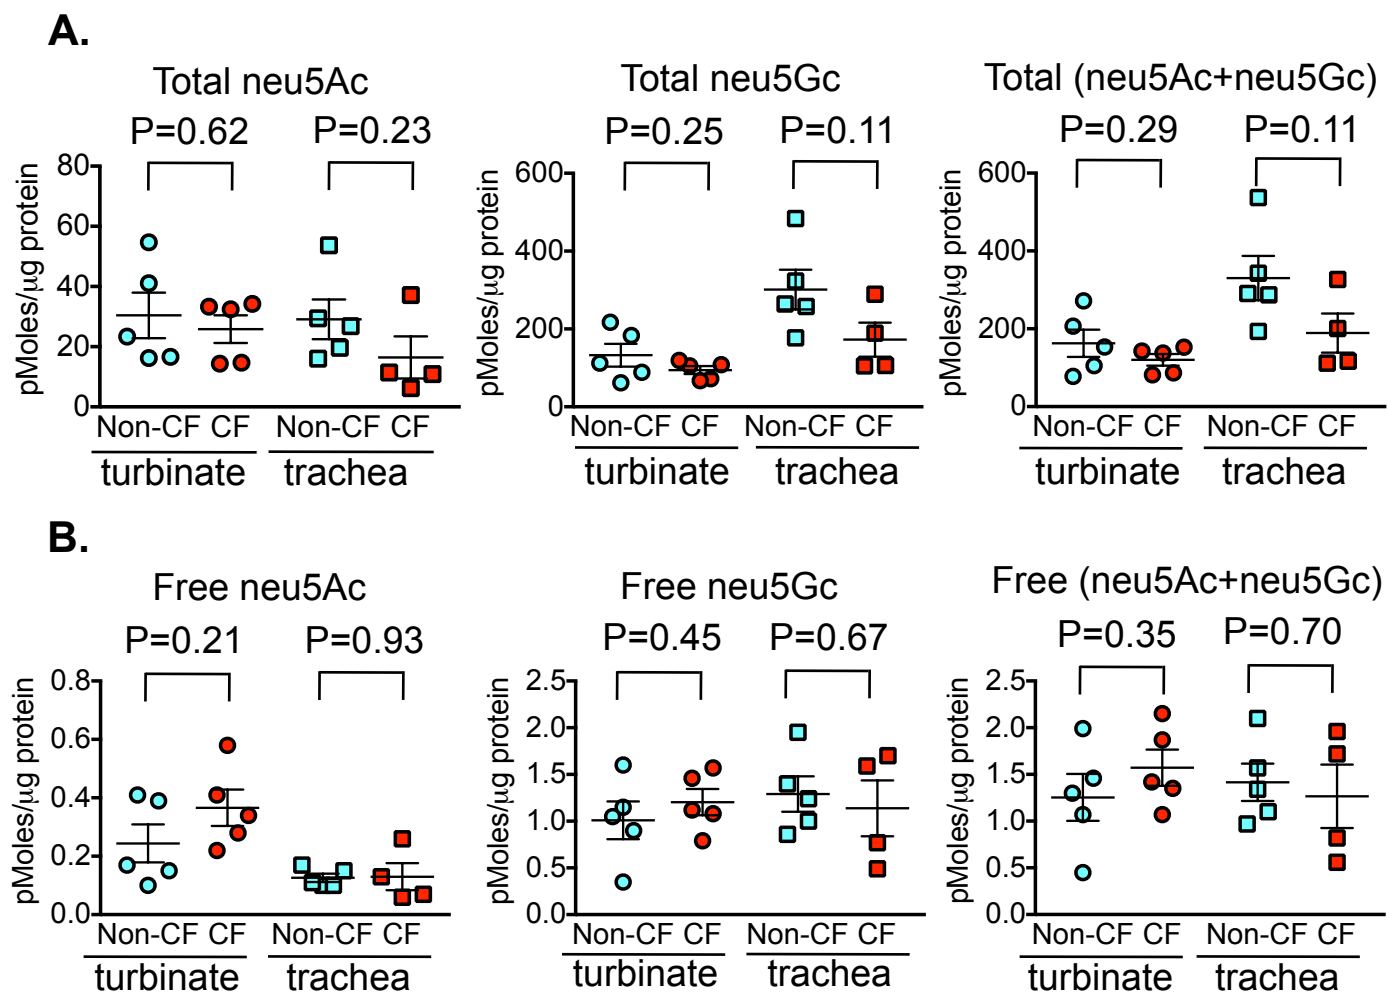 A.
Total neu5Ac
P=0.62 P=0.23
pMoles/μg protein
80
60
40
20
0
Non-CF CF Non-CF CF
turbinate trachea
Total neu5Gc
P=0.25 P=0.11
pMoles/μg protein
600
400
200
0
Non-CF CF Non-CF CF
turbinate trachea
Total (neu5Ac+neu5Gc)
P=0.29 P=0.11
pMoles/μg protein
600
400
200
0
Non-CF CF Non-CF CF
turbinate trachea
B.
Free neu5Ac
P=0.21 P=0.93
pMoles/μg protein
0.8
0.6
0.4
0.2
0.0
Non-CF CF Non-CF CF
turbinate trachea
Free neu5Gc
P=0.45 P=0.67
pMoles/μg protein
2.5
2.0
1.5
1.0
0.5
0.0
Non-CF CF Non-CF CF
turbinate trachea
Free (neu5Ac+neu5Gc)
P=0.35 P=0.70
pMoles/μg protein
2.5
2.0
1.5
1.0
0.5
0.0
Non-CF CF Non-CF CF
turbinate trachea